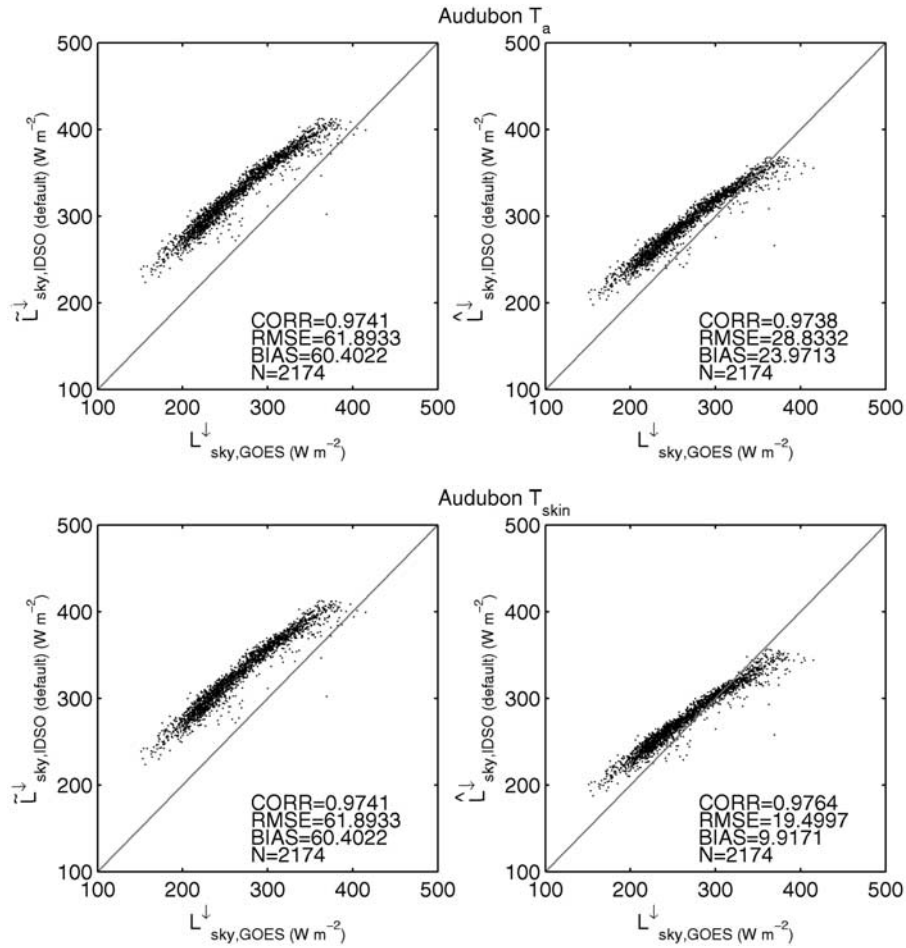 Audubon Ta
500
400
300
200
100
L̃↓sky,IDSO (default) (W m−2)
CORR=0.9741
RMSE=61.8933
BIAS=60.4022
N=2174
100 200 300 400 500
L↓sky,GOES (W m−2)
500
400
300
200
100
L̂↓sky,IDSO (default) (W m−2)
CORR=0.9738
RMSE=28.8332
BIAS=23.9713
N=2174
100 200 300 400 500
L↓sky,GOES (W m−2)
Audubon Tskin
500
400
300
200
100
L̃↓sky,IDSO (default) (W m−2)
CORR=0.9741
RMSE=61.8933
BIAS=60.4022
N=2174
100 200 300 400 500
L↓sky,GOES (W m−2)
500
400
300
200
100
L̂↓sky,IDSO (default) (W m−2)
CORR=0.9764
RMSE=19.4997
BIAS=9.9171
N=2174
100 200 300 400 500
L↓sky,GOES (W m−2)